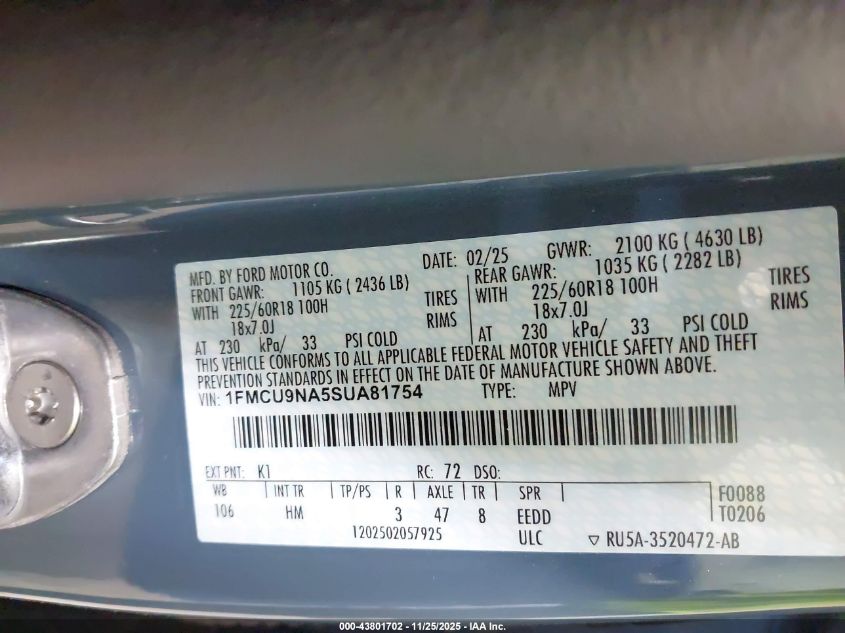 MFD. BY FORD MOTOR CO. DATE: 02/25 GVWR: 2100 KG ( 4630 LB)
FRONT GAWR: 1105 KG ( 2436 LB) REAR GAWR: 1035 KG ( 2282 LB)
WITH 225/60R18 100H TIRES WITH 225/60R18 100H TIRES
18x7.0J RIMS 18x7.0J RIMS
AT 230 kPa/ 33 PSI COLD AT 230 kPa/ 33 PSI COLD
THIS VEHICLE CONFORMS TO ALL APPLICABLE FEDERAL MOTOR VEHICLE SAFETY AND THEFT
PREVENTION STANDARDS IN EFFECT ON THE DATE OF MANUFACTURE SHOWN ABOVE.
VIN: 1FMCU9NA5SUA81754 TYPE: MPV
EXT PNT: K1 RC: 72 DSO:
WB INT TR TP/PS R AXLE TR SPR F0088
106 HM 3 47 8 EEDD T0206
1202502057925 ULC ▽ RU5A-3520472-AB
000-43801702 - 11/25/2025 - IAA Inc.